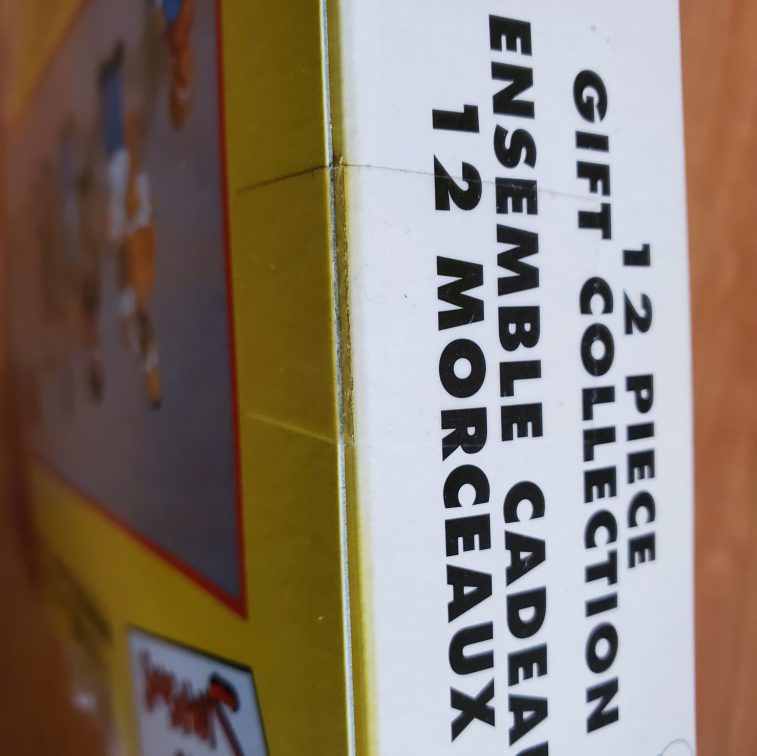 12 PIECE
GIFT COLLECTION
ENSEMBLE CADEAU
12 MORCEAUX